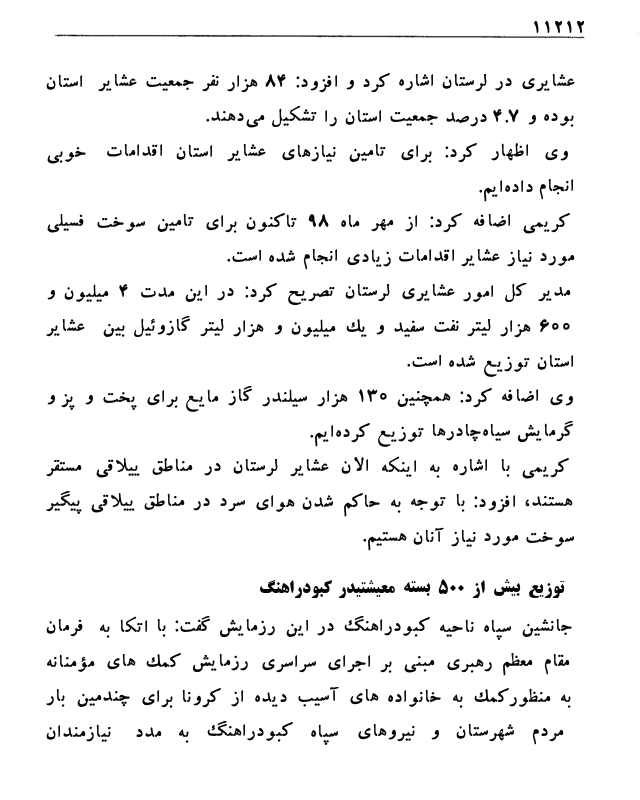 ۱۱۲۱۲
عشایری در لرستان اشاره کرد و افزود: ۸۴ هزار نفر جمعیت عشایر استان
بوده و ۴.۷ درصد جمعیت استان را تشکیل می‌دهند.
وی اظهار کرد: برای تامین نیازهای عشایر استان اقدامات خوبی
انجام داده‌ایم.
کریمی اضافه کرد: از مهر ماه ۹۸ تاکنون برای تامین سوخت فسیلی
مورد نیاز عشایر اقدامات زیادی انجام شده است.
مدیر کل امور عشایری لرستان تصریح کرد: در این مدت ۴ میلیون و
۶۰۰ هزار لیتر نفت سفید و یك میلیون و هزار لیتر گازوئیل بین عشایر
استان توزیع شده است.
وی اضافه کرد: همچنین ۱۳۰ هزار سیلندر گاز مایع برای پخت و پز و
گرمایش سیاه‌چادرها توزیع کرده‌ایم.
کریمی با اشاره به اینکه الان عشایر لرستان در مناطق ییلاقی مستقر
هستند، افزود: با توجه به حاکم شدن هوای سرد در مناطق ییلاقی پیگیر
سوخت مورد نیاز آنان هستیم.
توزیع بیش از ۵۰۰ بسته معیشتیدر کبودراهنگ
جانشین سپاه ناحیه کبودراهنگ در این رزمایش گفت: با اتکا به فرمان
مقام معظم رهبری مبنی بر اجرای سراسری رزمایش کمك های مؤمنانه
به منظورکمك به خانواده های آسیب دیده از کرونا برای چندمین بار
مردم شهرستان و نیروهای سپاه کبودراهنگ به مدد نیازمندان